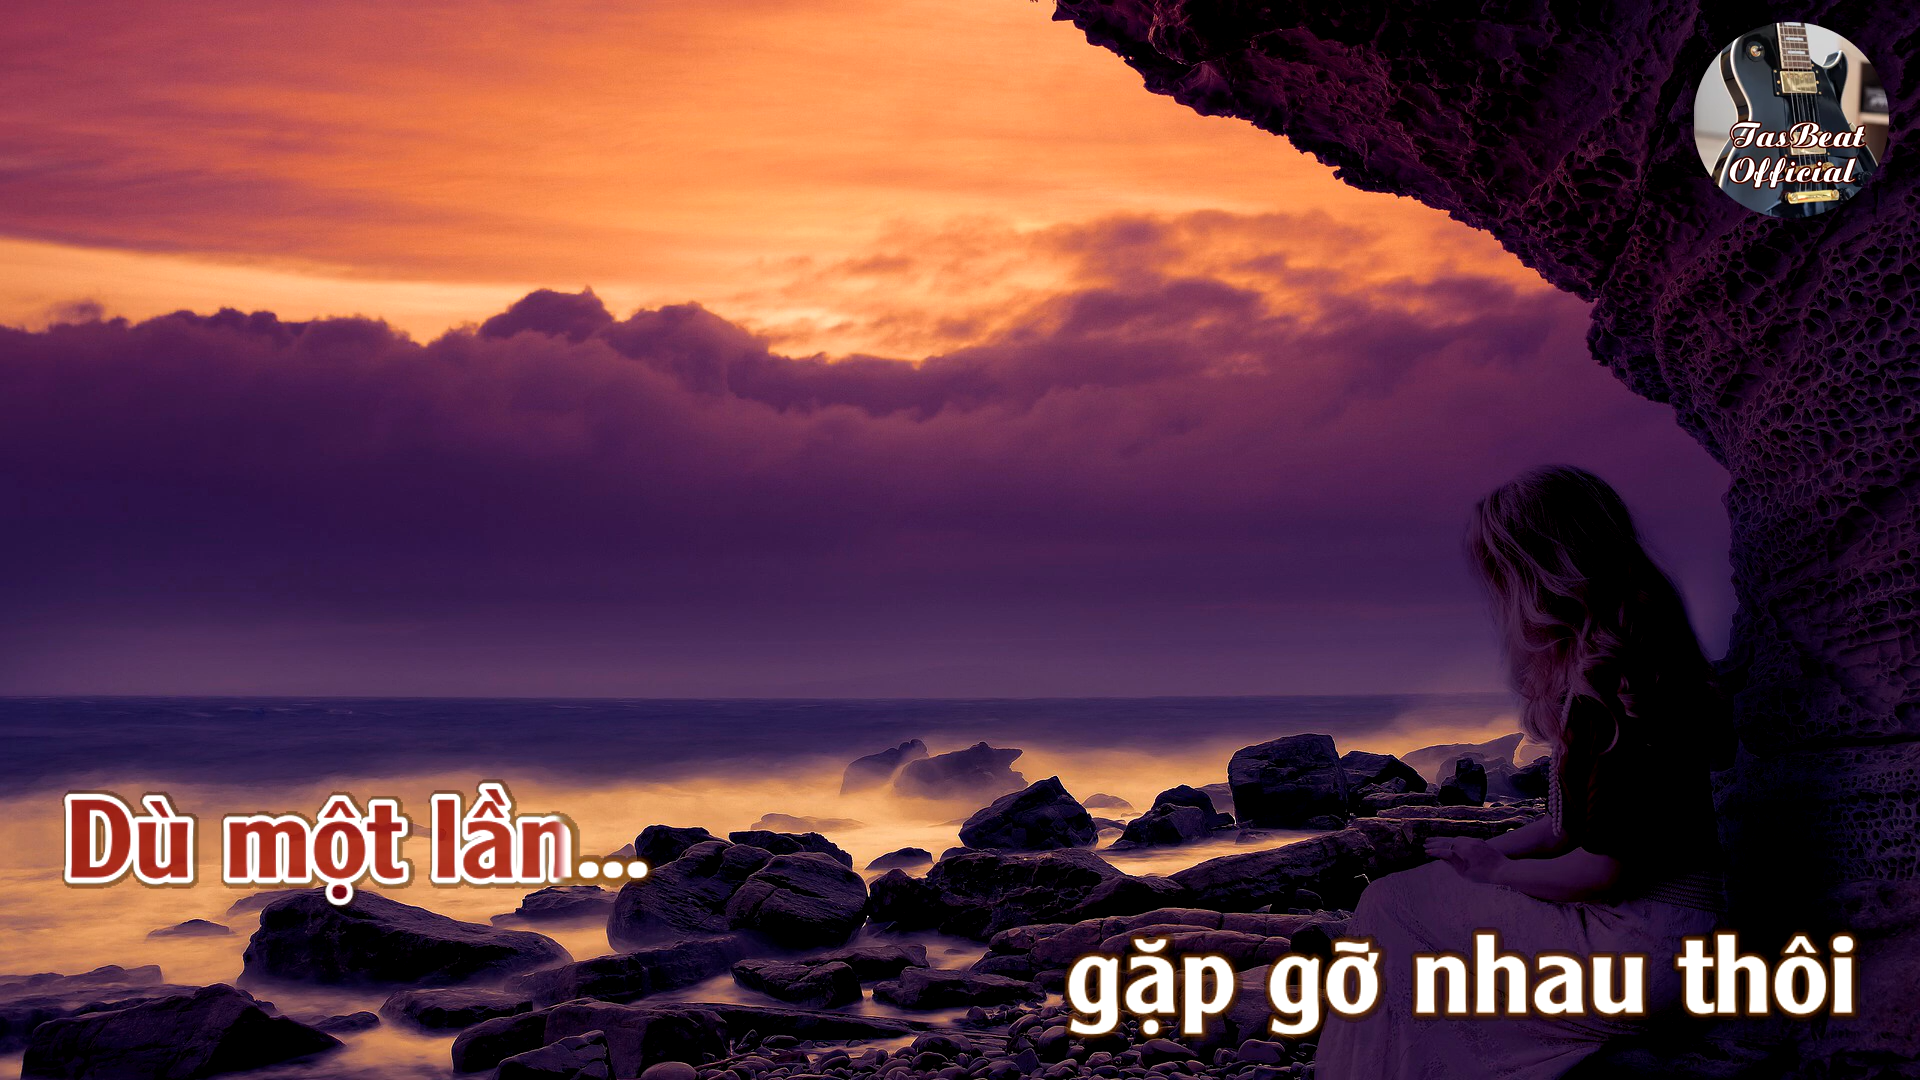 TasBeat
Official
Dù một lần...
gặp gỡ nhau thôi